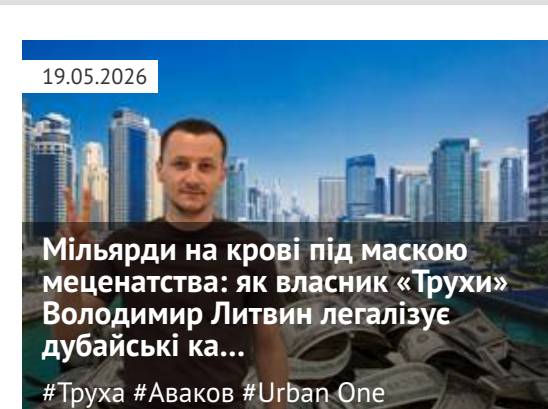 19.05.2026
Мільярди на крові під маскою
меценатства: як власник «Трухи»
Володимир Литвин легалізує
дубайські ка...
#Труха #Аваков #Urban One